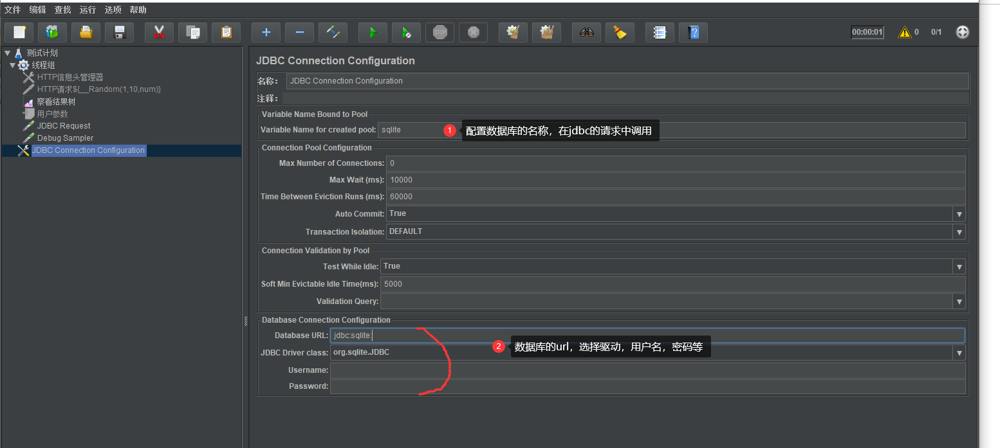 文件 编辑 查找 运行 选项 帮助
STOP
00:00:01
0
0/1
测试计划
线程组
HTTP信息头管理器
HTTP请求${__Random(1,10,num)}
察看结果树
用户参数
JDBC Request
Debug Sampler
JDBC Connection Configuration
JDBC Connection Configuration
名称： JDBC Connection Configuration
注释：
Variable Name Bound to Pool
Variable Name for created pool: sqlite
1 配置数据库的名称，在jdbc的请求中调用
Connection Pool Configuration
Max Number of Connections: 0
Max Wait (ms): 10000
Time Between Eviction Runs (ms): 60000
Auto Commit: True
Transaction Isolation: DEFAULT
Connection Validation by Pool
Test While Idle: True
Soft Min Evictable Idle Time(ms): 5000
Validation Query:
Database Connection Configuration
Database URL: jdbc:sqlite:
2 数据库的url，选择驱动，用户名，密码等
JDBC Driver class: org.sqlite.JDBC
Username:
Password: